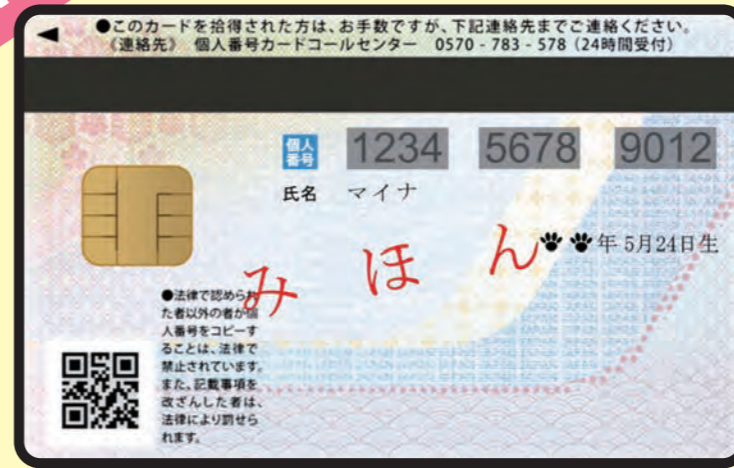 ●このカードを拾得された方は、お手数ですが、下記連絡先までご連絡ください。
《連絡先》 個人番号カードコールセンター 0570 - 783 - 578 (24時間受付)
個人番号 1234 5678 9012
氏名 マイナ
年 5月24日生
みほん
●法律で認められ
た者以外の者が個
人番号をコピーす
ることは、法律で
禁止されています。
また、記載事項を
改ざんした者は、
法律により罰せら
れます。